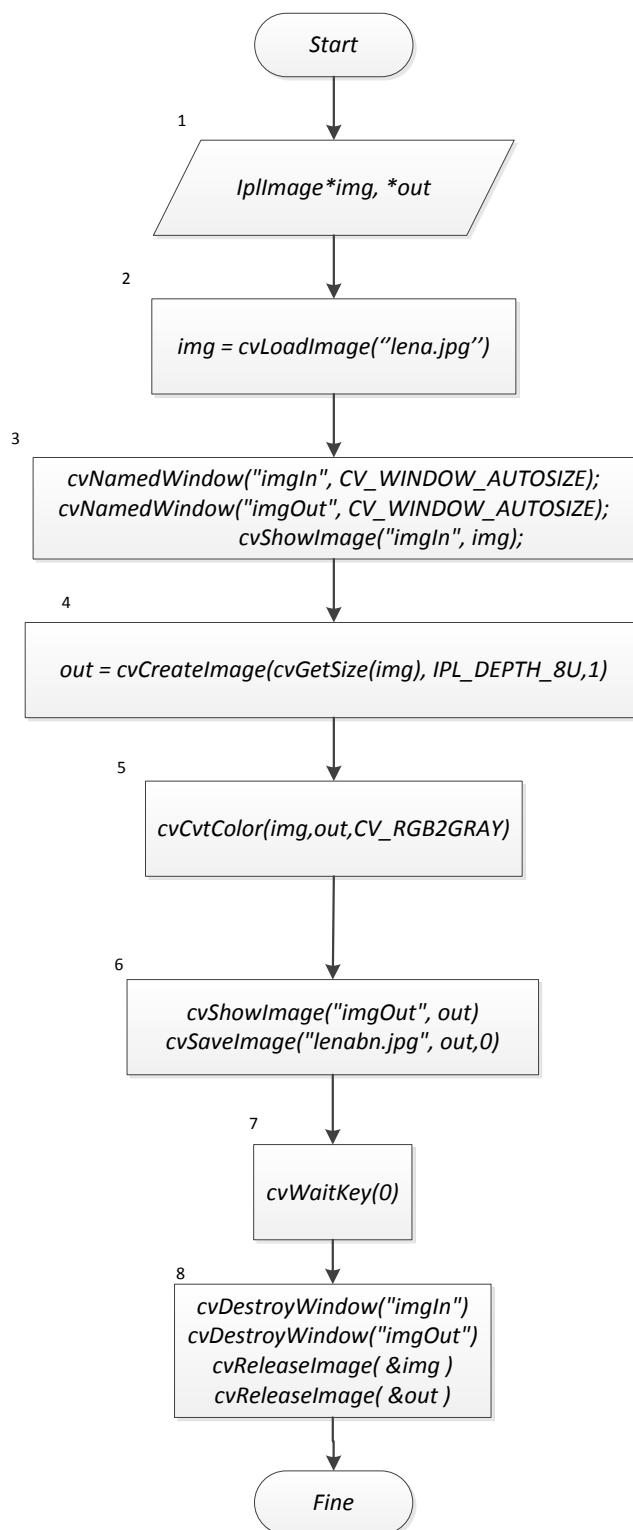 Start
1
IplImage*img, *out
2
img = cvLoadImage(‘’lena.jpg’’)
3
cvNamedWindow("imgIn", CV_WINDOW_AUTOSIZE);
cvNamedWindow("imgOut", CV_WINDOW_AUTOSIZE);
cvShowImage("imgIn", img);
4
out = cvCreateImage(cvGetSize(img), IPL_DEPTH_8U,1)
5
cvCvtColor(img,out,CV_RGB2GRAY)
6
cvShowImage("imgOut", out)
cvSaveImage("lenabn.jpg", out,0)
7
cvWaitKey(0)
8
cvDestroyWindow("imgIn")
cvDestroyWindow("imgOut")
cvReleaseImage( &img )
cvReleaseImage( &out )
Fine